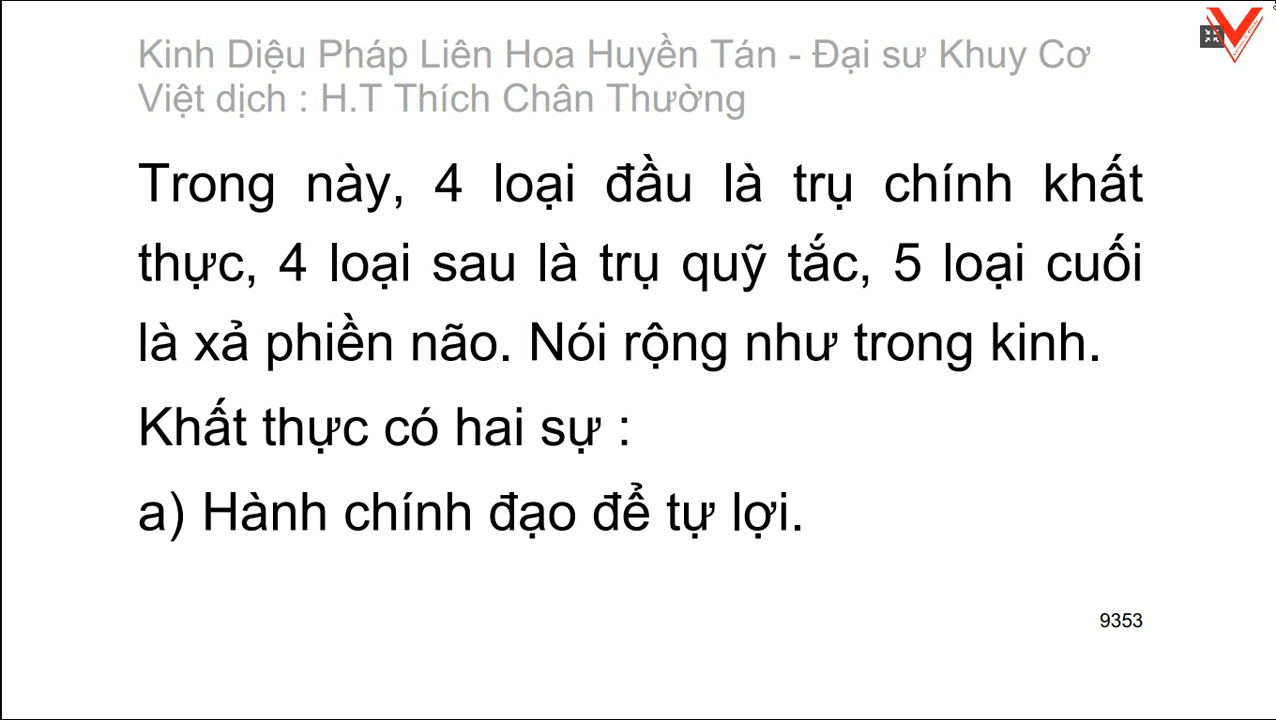 Kinh Diệu Pháp Liên Hoa Huyền Tán - Đại sư Khuy Cơ
Việt dịch : H.T Thích Chân Thường
Trong này, 4 loại đầu là trụ chính khất
thực, 4 loại sau là trụ quỹ tắc, 5 loại cuối
là xả phiền não. Nói rộng như trong kinh.
Khất thực có hai sự :
a) Hành chính đạo để tự lợi.
9353